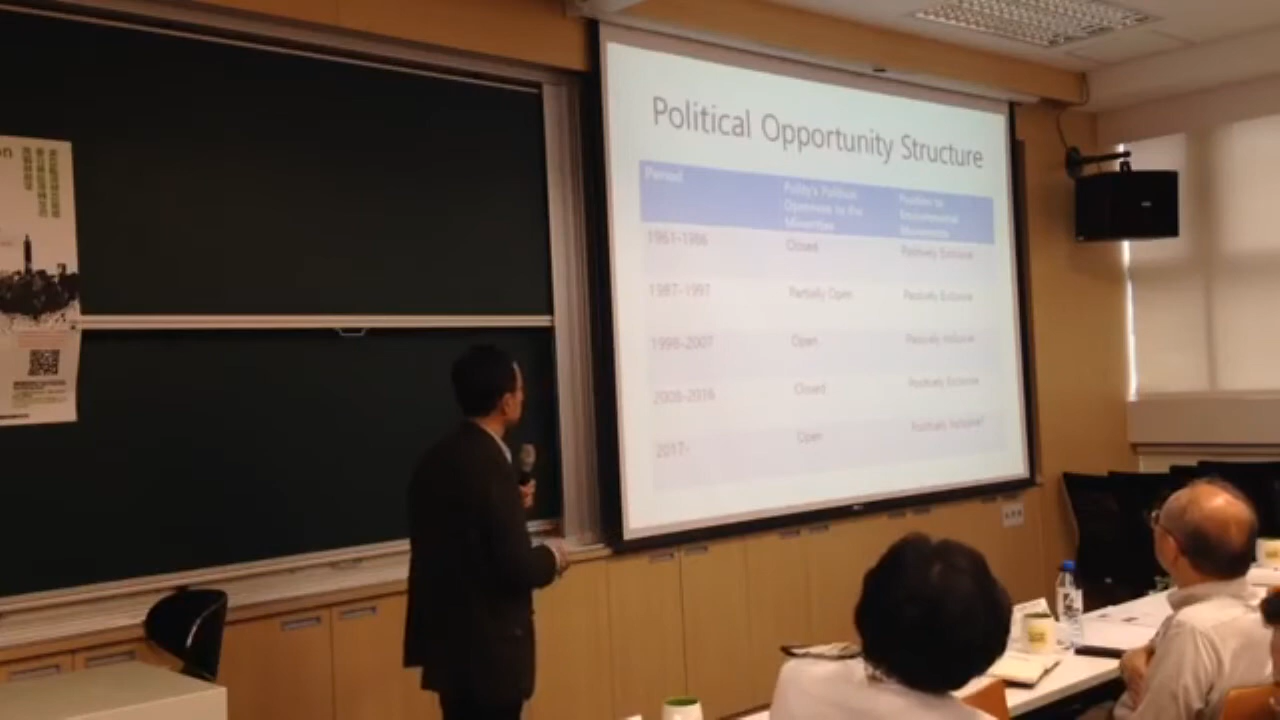 on
Political Opportunity Structure
Period
Polity's Political
Openness to the
Minorities
Position to
Environmental
Movements
1961-1986
Closed
Positively Exclusive
1987-1997
Partially Open
Passively Exclusive
1998-2007
Open
Passively Inclusive
2008-2016
Closed
Positively Exclusive
2017-
Open
Positively Inclusive?